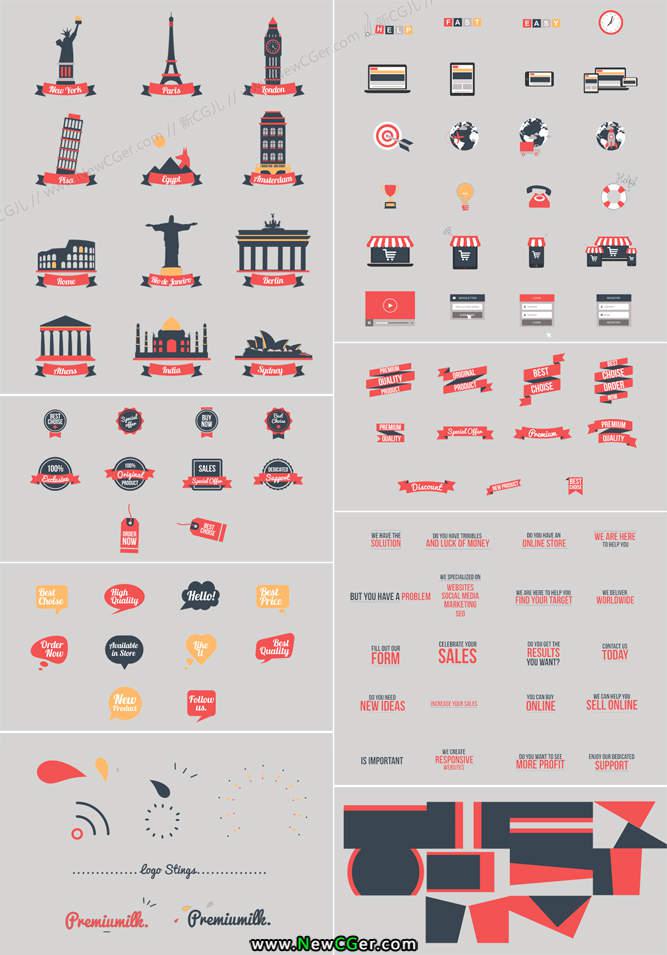 New York
Paris
London
Pisa
Egypt
Amsterdam
Rome
Rio de Janeiro
Berlin
Athens
India
Sydney
HELP
FAST
EASY
NEWSLETTER
LOGIN
REGISTER
BEST
CHOISE
Special
offer
BUY
NOW
Best
Choise
100%
Exclusive
100%
Original
PRODUCT
SALES
Special Offer
DEDICATED
Support
ORDER
NOW
BEST
CHOISE
PREMIUM
QUALITY
PRODUCT
ORIGINAL
PRODUCT
BEST
CHOISE
BEST
CHOISE
ORDER
NOW
PREMIUM
QUALITY
Special Offer
Premium
PREMIUM
QUALITY
Discount
NEW PRODUCT
BEST
CHOISE
Best
Choise
High
Quality
Hello!
Best
Price
Order
Now
Available
in Store
Like
it
Best
Quality
New
Product
Follow
us.
WE HAVE THE
SOLUTION
DO YOU HAVE TROUBLES
AND LUCK OF MONEY
DO YOU HAVE AN
ONLINE STORE
WE ARE HERE
TO HELP YOU
BUT YOU HAVE A PROBLEM
WE SPECIALIZED ON
WEBSITES
SOCIAL MEDIA
MARKETING
SEO
WE ARE HERE TO HELP YOU
FIND YOUR TARGET
WE DELIVER
WORLDWIDE
FILL OUT OUR
FORM
CELEBRATE YOUR
SALES
DO YOU GET THE
RESULTS
YOU WANT?
CONTACT US
TODAY
DO YOU NEED
NEW IDEAS
INCREASE YOUR SALES
YOU CAN BUY
ONLINE
WE CAN HELP YOU
SELL ONLINE
IS IMPORTANT
WE CREATE
RESPONSIVE
WEBSITES
DO YOU WANT TO SEE
MORE PROFIT
ENJOY OUR DEDICATED
SUPPORT
Logo Stings
Premiumilk.
Premiumilk.
www.NewCGer.com